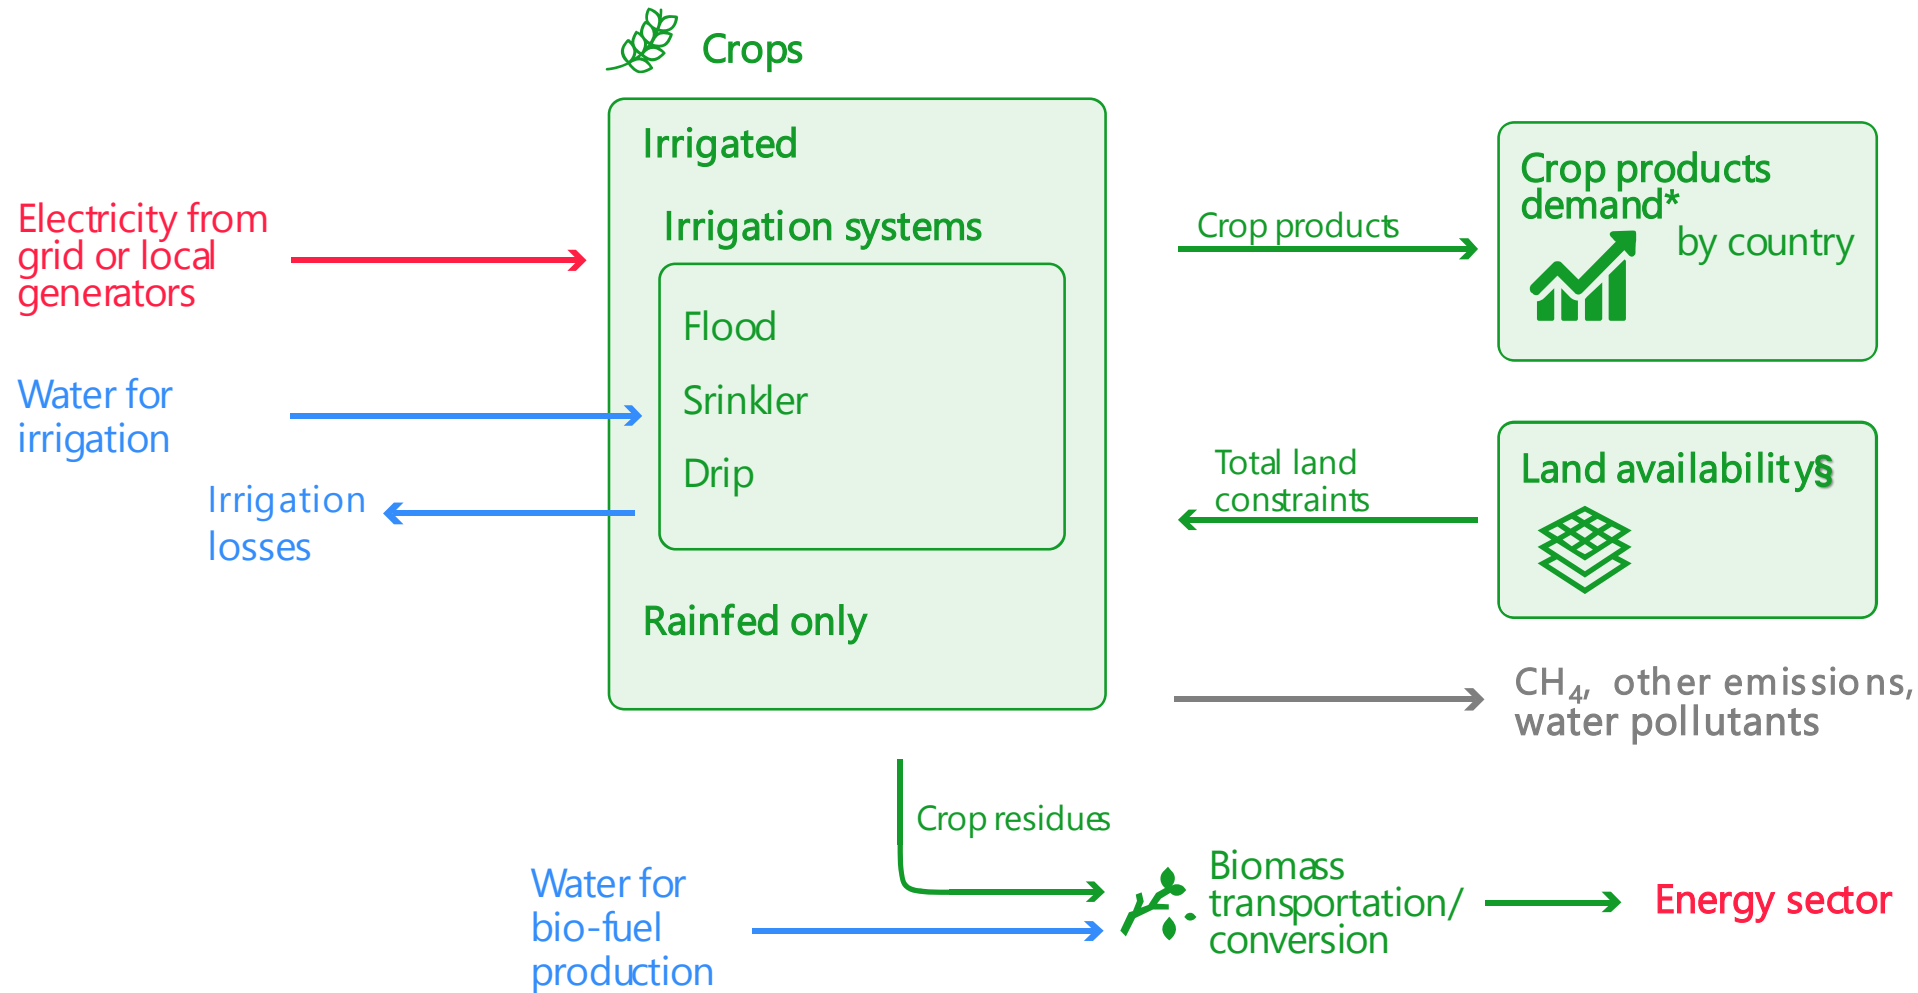 Crops
Irrigated
Irrigation systems
Flood
Srinkler
Drip
Rainfed only
Electricity from
grid or local
generators
Water for
irrigation
Irrigation
losses
Crop products
Crop products
demand*
by country
Total land
constraints
Land availability§
CH₄, other emissions,
water pollutants
Crop residues
Water for
bio-fuel
production
Biomass
transportation/
conversion
Energy sector